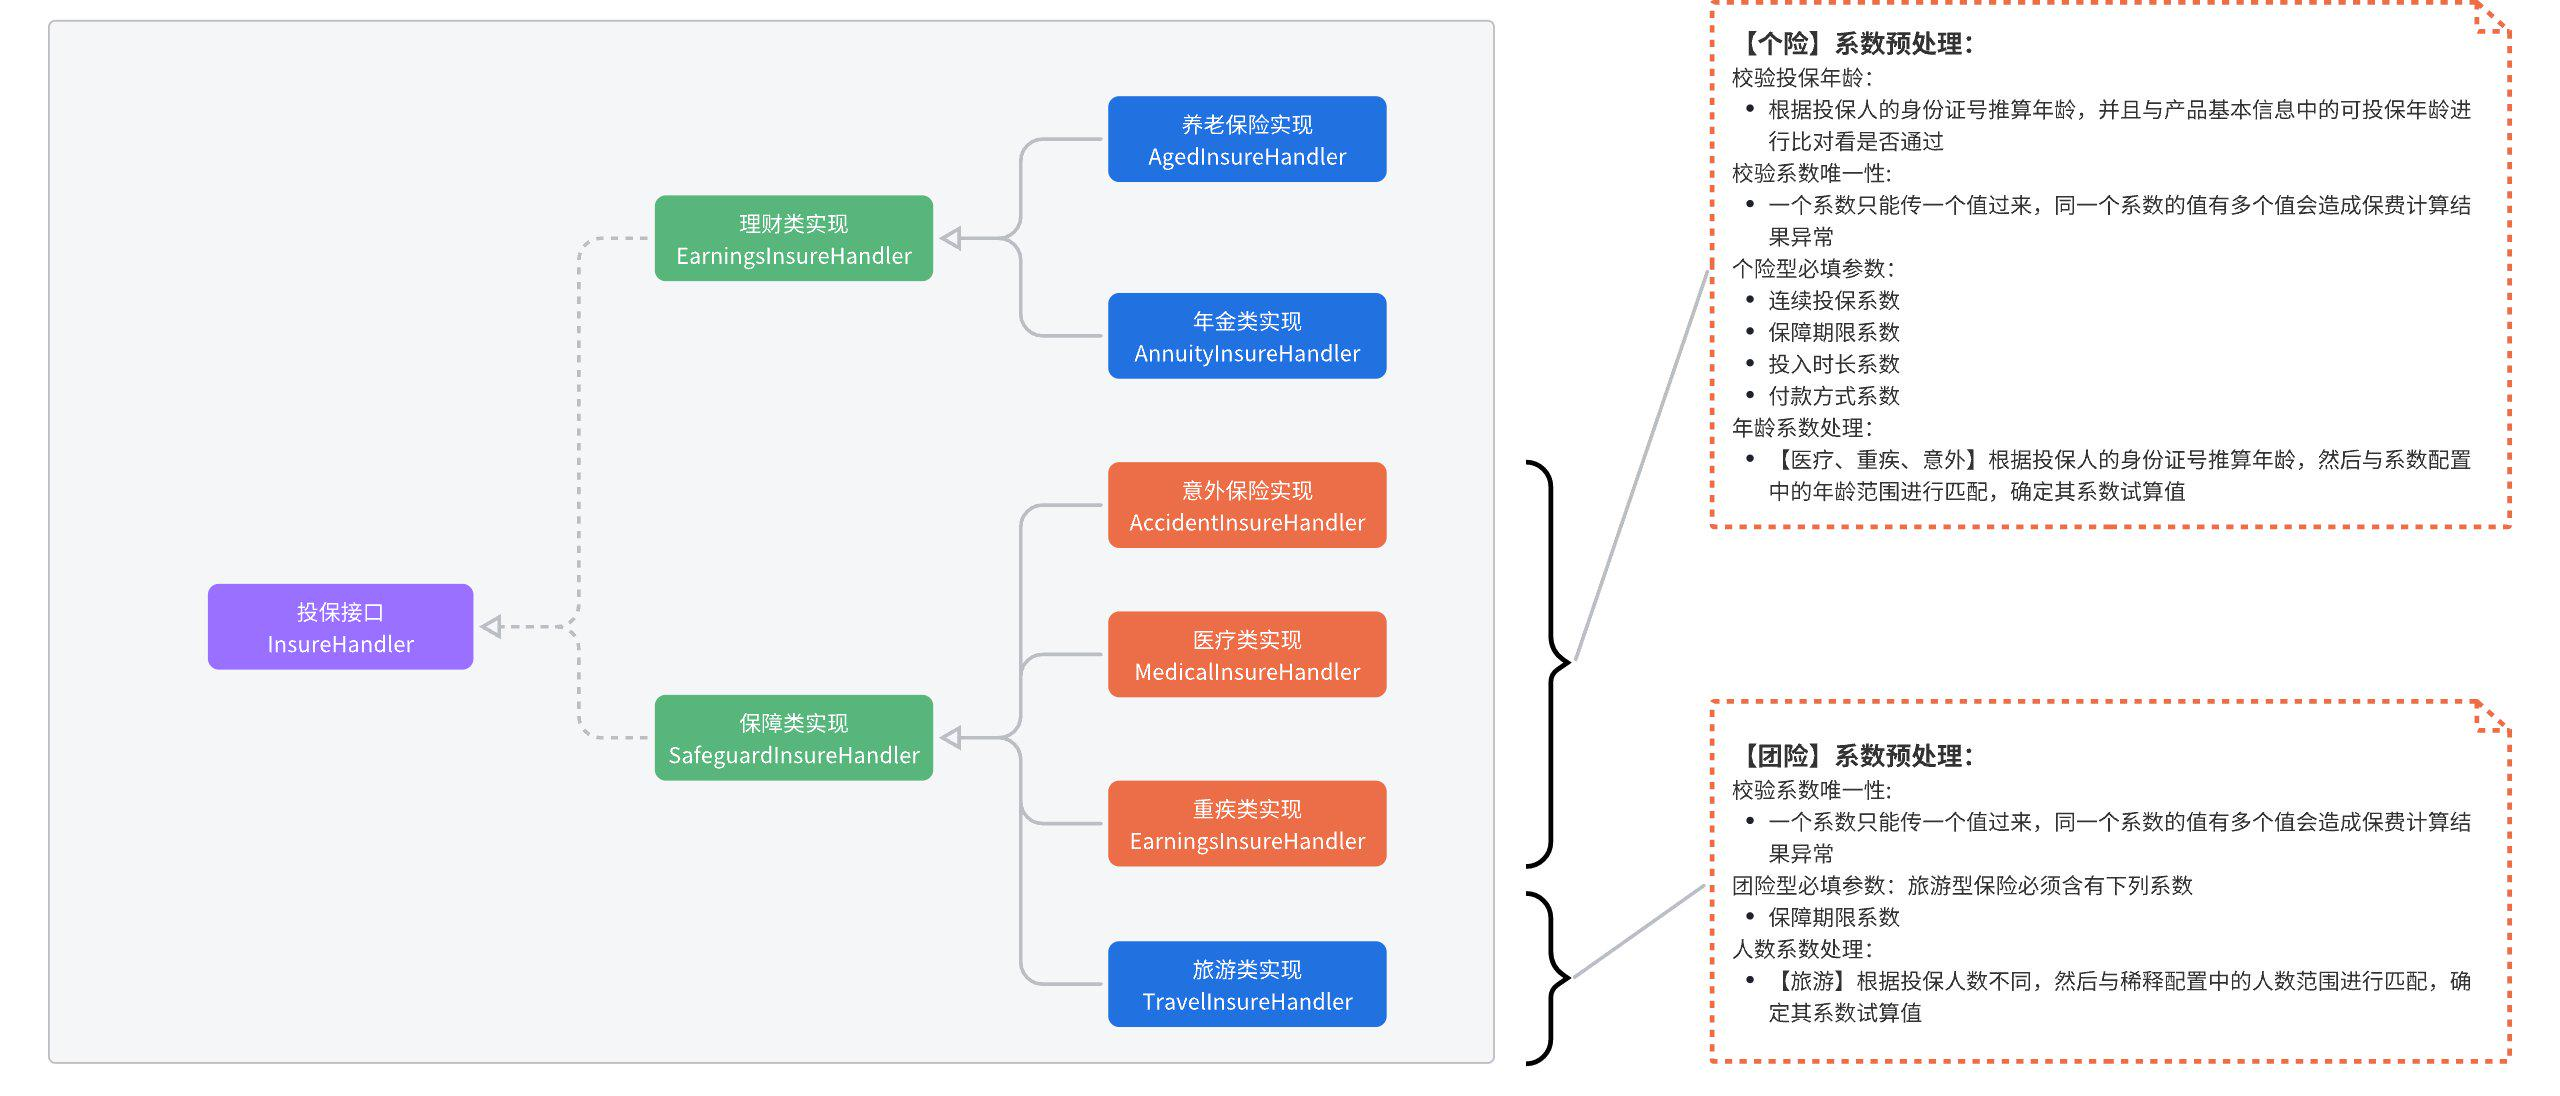 养老保险实现
AgedInsureHandler
理财类实现
EarningsInsureHandler
年金类实现
AnnuityInsureHandler
意外保险实现
AccidentInsureHandler
投保接口
InsureHandler
医疗类实现
MedicalInsureHandler
保障类实现
SafeguardInsureHandler
重疾类实现
EarningsInsureHandler
旅游类实现
TravelInsureHandler
【个险】系数预处理：
校验投保年龄：
• 根据投保人的身份证号推算年龄，并且与产品基本信息中的可投保年龄进
行比对看是否通过
校验系数唯一性:
• 一个系数只能传一个值过来，同一个系数的值有多个值会造成保费计算结
果异常
个险型必填参数：
• 连续投保系数
• 保障期限系数
• 投入时长系数
• 付款方式系数
年龄系数处理：
• 【医疗、重疾、意外】根据投保人的身份证号推算年龄，然后与系数配置
中的年龄范围进行匹配，确定其系数试算值
【团险】系数预处理：
校验系数唯一性:
• 一个系数只能传一个值过来，同一个系数的值有多个值会造成保费计算结
果异常
团险型必填参数：旅游型保险必须含有下列系数
• 保障期限系数
人数系数处理：
• 【旅游】根据投保人数不同，然后与稀释配置中的人数范围进行匹配，确
定其系数试算值